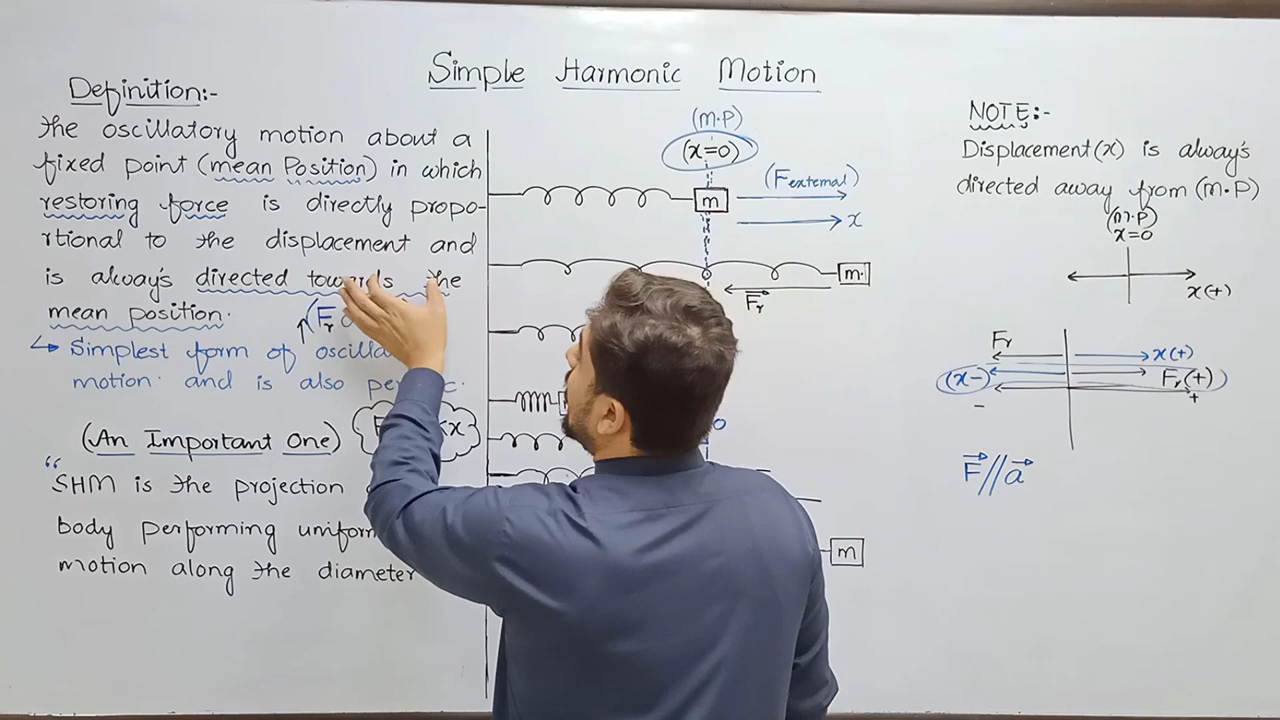 Simple Harmonic Motion
Definition:-
The oscillatory motion about a
fixed point (mean Position) in which
restoring force is directly propo-
rtional to the displacement and
is alway's directed towards the
mean position.
(Fr
↳ Simplest form of
motion. and is also
(An Important One)
x
"SHM is the projection
body performing
motion along the diameter
(m.P)
(x=0)
m
(Fexternal)
x
m.
Fr
m
NOTE:-
Displacement(x) is alway's
directed away from (m.P)
(m.P)
x=0
x(+)
Fr
x(+)
(x-)
Fr(+))
-
+
F//a